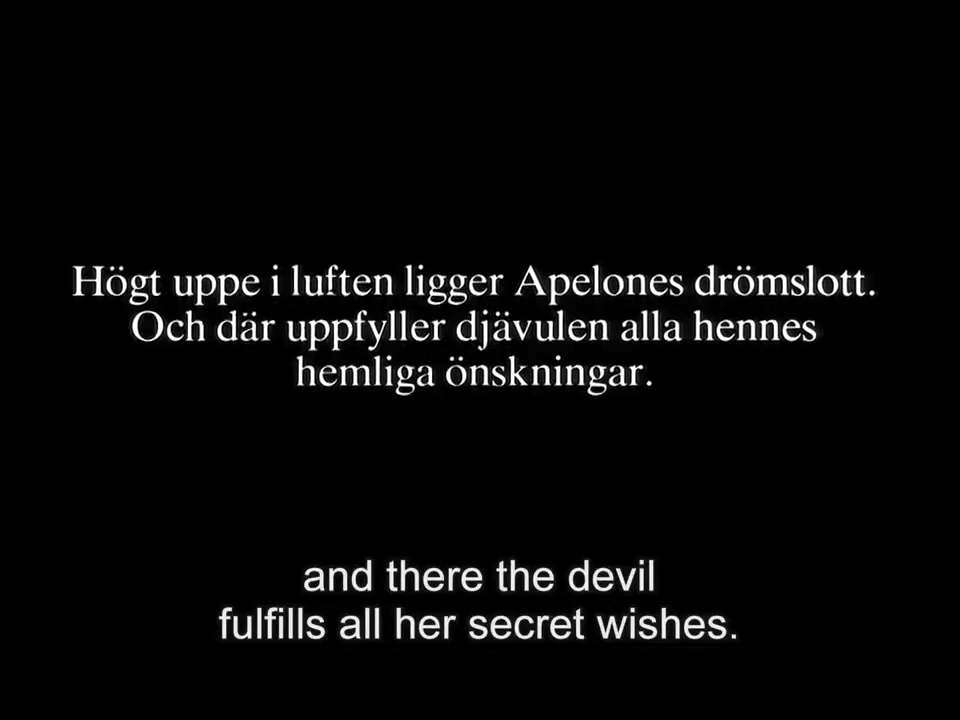 Högt uppe i luften ligger Apelones drömslott.
Och där uppfyller djävulen alla hennes
hemliga önskningar.
and there the devil
fulfills all her secret wishes.